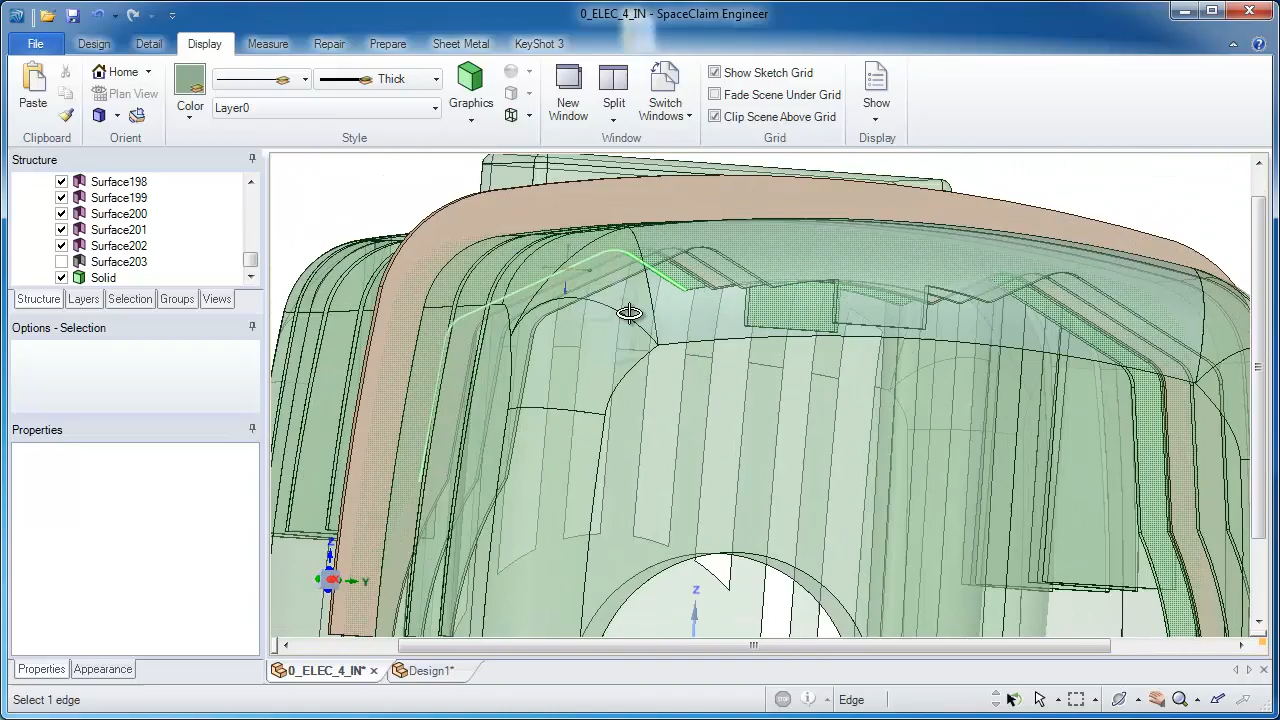 0_ELEC_4_IN - SpaceClaim Engineer
File Design Detail Display Measure Repair Prepare Sheet Metal KeyShot 3
Paste
Clipboard
Home
Plan View
Orient
Color
Thick
Layer0
Graphics
Style
New Window
Split
Switch Windows
Window
Show Sketch Grid
Fade Scene Under Grid
Clip Scene Above Grid
Grid
Show
Display
Structure
Surface198
Surface199
Surface200
Surface201
Surface202
Surface203
Solid
Structure Layers Selection Groups Views
Options - Selection
Properties
Properties Appearance
Z
Y
Z
0_ELEC_4_IN* Design1*
Select 1 edge
Edge